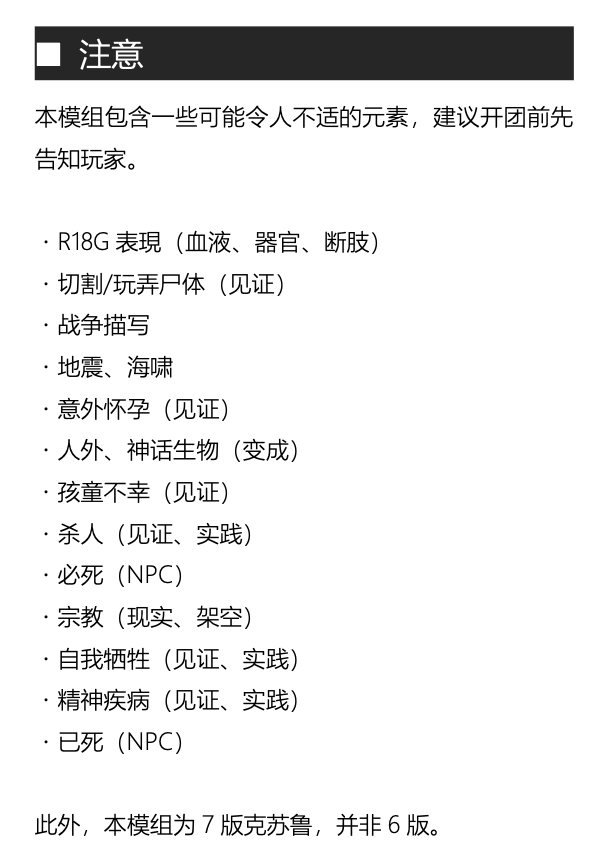 ■ 注意
本模组包含一些可能令人不适的元素，建议开团前先
告知玩家。
· R18G 表現（血液、器官、断肢）
· 切割/玩弄尸体（见证）
· 战争描写
· 地震、海啸
· 意外怀孕（见证）
· 人外、神话生物（变成）
· 孩童不幸（见证）
· 杀人（见证、实践）
· 必死（NPC）
· 宗教（现实、架空）
· 自我牺牲（见证、实践）
· 精神疾病（见证、实践）
· 已死（NPC）
此外，本模组为 7 版克苏鲁，并非 6 版。